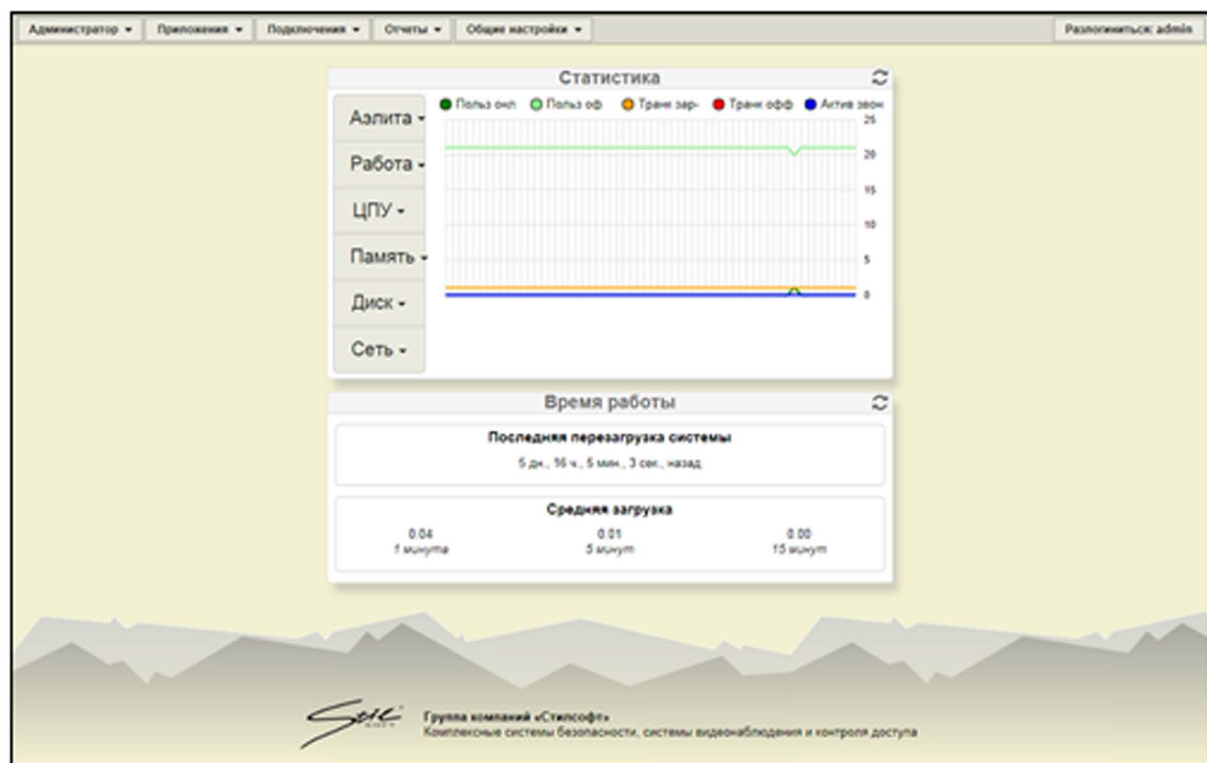 Администратор Приложения Подключения Отчеты Общие настройки Разлогиниться: admin
Статистика
Польз онл Польз оф Транк зар- Транк офф Актив звон
Аэлита
Работа
ЦПУ
Память
Диск
Сеть
25
20
15
10
5
0
Время работы
Последняя перезагрузка системы
5 дн., 16 ч., 5 мин., 3 сек., назад
Средняя загрузка
0.04 0.01 0.00
1 минута 5 минут 15 минут
Группа компаний «Стилсофт»
Комплексные системы безопасности, системы видеонаблюдения и контроля доступа